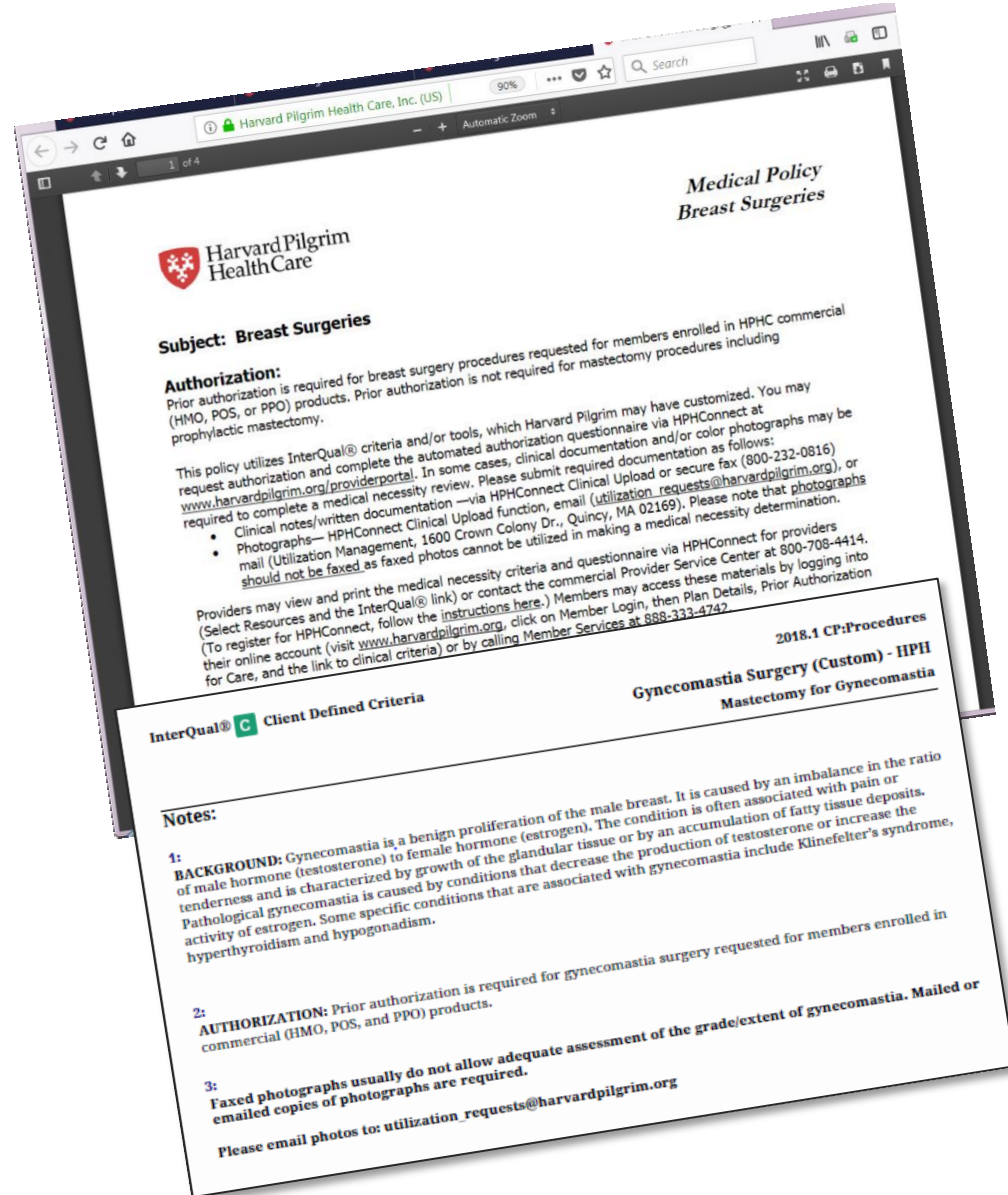 Harvard Pilgrim Health Care, Inc. (US)
90%
Search
1 of 4
Automatic Zoom
Medical Policy
Breast Surgeries
Harvard Pilgrim
Health Care
Subject: Breast Surgeries
Authorization:
Prior authorization is required for breast surgery procedures requested for members enrolled in HPHC commercial
(HMO, POS, or PPO) products. Prior authorization is not required for mastectomy procedures including
prophylactic mastectomy.
This policy utilizes InterQual® criteria and/or tools, which Harvard Pilgrim may have customized. You may
request authorization and complete the automated authorization questionnaire via HPHConnect at
www.harvardpilgrim.org/providerportal. In some cases, clinical documentation and/or color photographs may be
required to complete a medical necessity review. Please submit required documentation as follows:
• Clinical notes/written documentation —via HPHConnect Clinical Upload or secure fax (800-232-0816)
• Photographs— HPHConnect Clinical Upload function, email (utilization_requests@harvardpilgrim.org), or
mail (Utilization Management, 1600 Crown Colony Dr., Quincy, MA 02169). Please note that photographs
should not be faxed as faxed photos cannot be utilized in making a medical necessity determination.
Providers may view and print the medical necessity criteria and questionnaire via HPHConnect for providers
(Select Resources and the InterQual® link) or contact the commercial Provider Service Center at 800-708-4414.
(To register for HPHConnect, follow the instructions here.) Members may access these materials by logging into
their online account (visit www.harvardpilgrim.org, click on Member Login, then Plan Details, Prior Authorization
for Care, and the link to clinical criteria) or by calling Member Services at 888-333-4742.
InterQual® C Client Defined Criteria
2018.1 CP:Procedures
Gynecomastia Surgery (Custom) - HPH
Mastectomy for Gynecomastia
Notes:
1:
BACKGROUND: Gynecomastia is a benign proliferation of the male breast. It is caused by an imbalance in the ratio
of male hormone (testosterone) to female hormone (estrogen). The condition is often associated with pain or
tenderness and is characterized by growth of the glandular tissue or by an accumulation of fatty tissue deposits.
Pathological gynecomastia is caused by conditions that decrease the production of testosterone or increase the
activity of estrogen. Some specific conditions that are associated with gynecomastia include Klinefelter's syndrome,
hyperthyroidism and hypogonadism.
2:
AUTHORIZATION: Prior authorization is required for gynecomastia surgery requested for members enrolled in
commercial (HMO, POS, and PPO) products.
3:
Faxed photographs usually do not allow adequate assessment of the grade/extent of gynecomastia. Mailed or
emailed copies of photographs are required.
Please email photos to: utilization_requests@harvardpilgrim.org